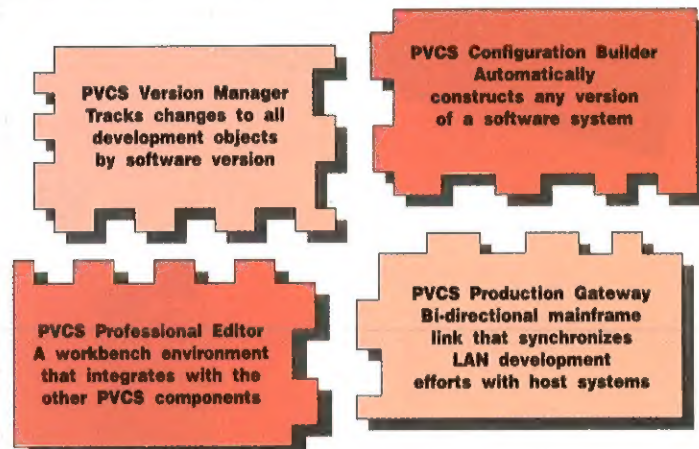 PVCS Version Manager
Tracks changes to all
development objects
by software version
PVCS Configuration Builder
Automatically
constructs any version
of a software system
PVCS Professional Editor
A workbench environment
that integrates with the
other PVCS components
PVCS Production Gateway
Bi-directional mainframe
link that synchronizes
LAN development
efforts with host systems